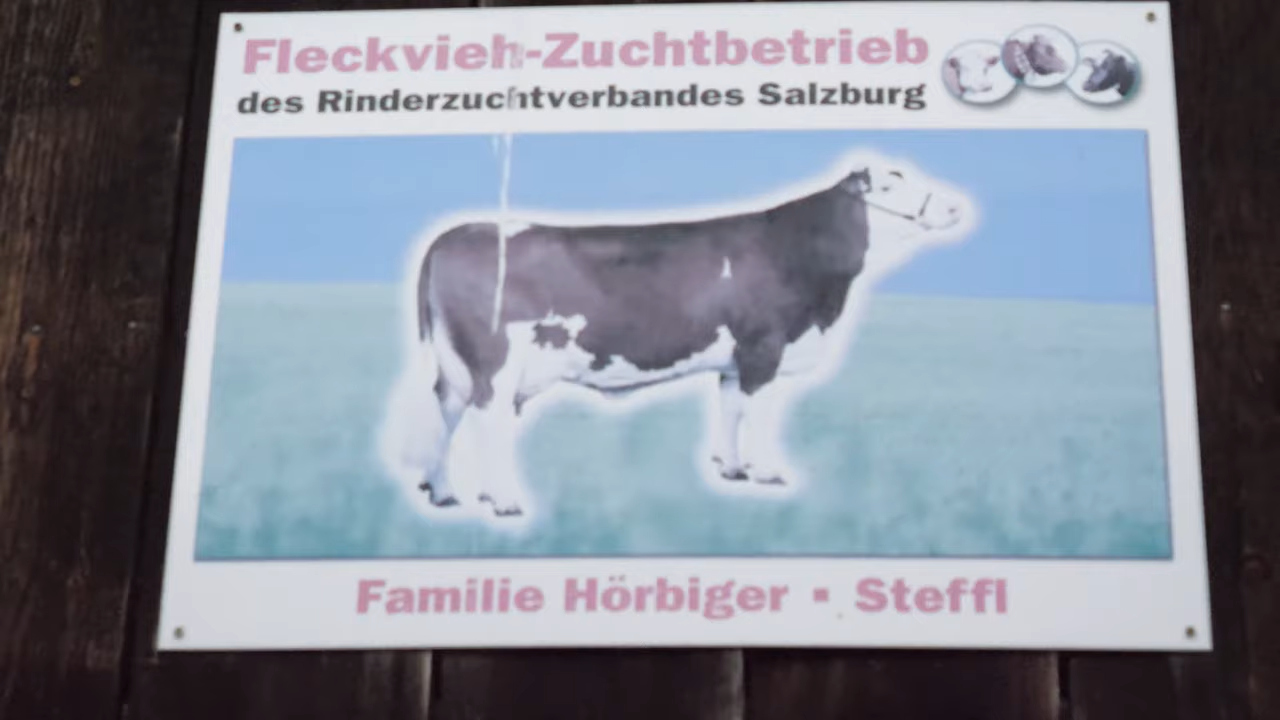 Fleckvieh-Zuchtbetrieb
des Rinderzuchtverbandes Salzburg
Familie Hörbiger ▪ Steffl